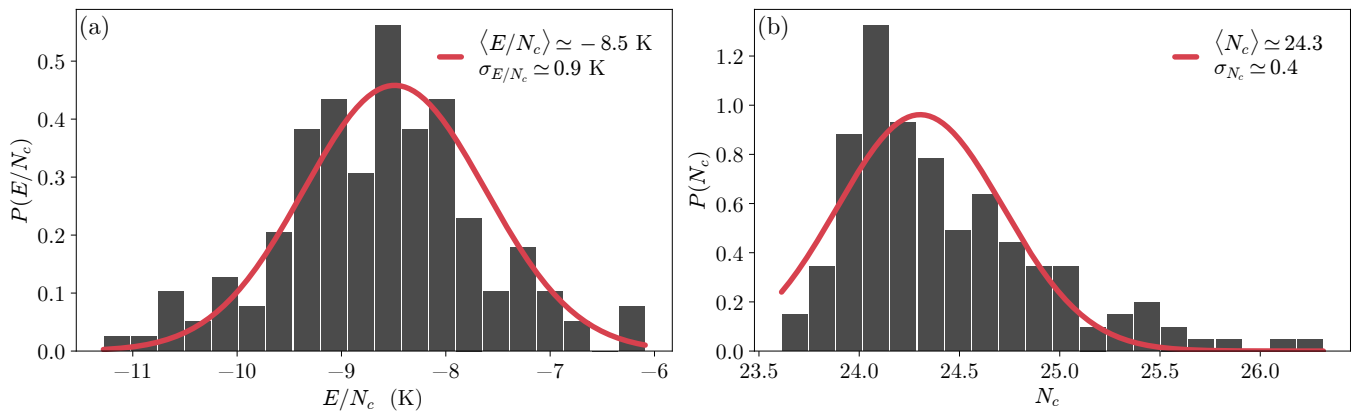 (a)
⟨E/N_c⟩ ≃ −8.5 K
σ_{E/N_c} ≃ 0.9 K
P(E/N_c)
0.5
0.4
0.3
0.2
0.1
0.0
−11 −10 −9 −8 −7 −6
E/N_c (K)
(b)
⟨N_c⟩ ≃ 24.3
σ_{N_c} ≃ 0.4
P(N_c)
1.2
1.0
0.8
0.6
0.4
0.2
0.0
23.5 24.0 24.5 25.0 25.5 26.0
N_c